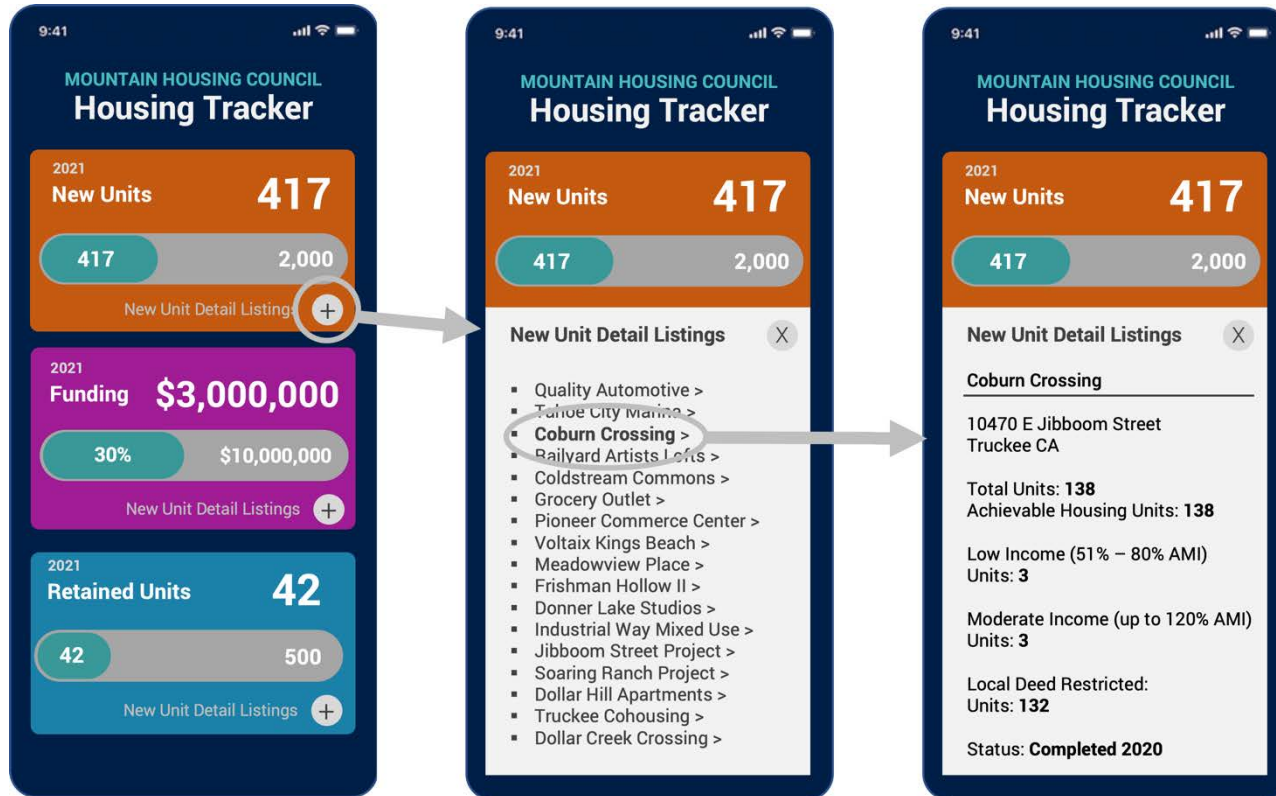 9:41
MOUNTAIN HOUSING COUNCIL
Housing Tracker
2021
New Units
417
417
2,000
New Unit Detail Listings +
2021
Funding
$3,000,000
30%
$10,000,000
New Unit Detail Listings +
2021
Retained Units
42
42
500
New Unit Detail Listings +
9:41
MOUNTAIN HOUSING COUNCIL
Housing Tracker
2021
New Units
417
417
2,000
New Unit Detail Listings X
▪ Quality Automotive >
▪ Tahoe City Marina >
▪ Coburn Crossing >
▪ Railyard Artists Lofts >
▪ Coldstream Commons >
▪ Grocery Outlet >
▪ Pioneer Commerce Center >
▪ Voltaix Kings Beach >
▪ Meadowview Place >
▪ Frishman Hollow II >
▪ Donner Lake Studios >
▪ Industrial Way Mixed Use >
▪ Jibboom Street Project >
▪ Soaring Ranch Project >
▪ Dollar Hill Apartments >
▪ Truckee Cohousing >
▪ Dollar Creek Crossing >
9:41
MOUNTAIN HOUSING COUNCIL
Housing Tracker
2021
New Units
417
417
2,000
New Unit Detail Listings X
Coburn Crossing
10470 E Jibboom Street
Truckee CA
Total Units: 138
Achievable Housing Units: 138
Low Income (51% – 80% AMI)
Units: 3
Moderate Income (up to 120% AMI)
Units: 3
Local Deed Restricted:
Units: 132
Status: Completed 2020